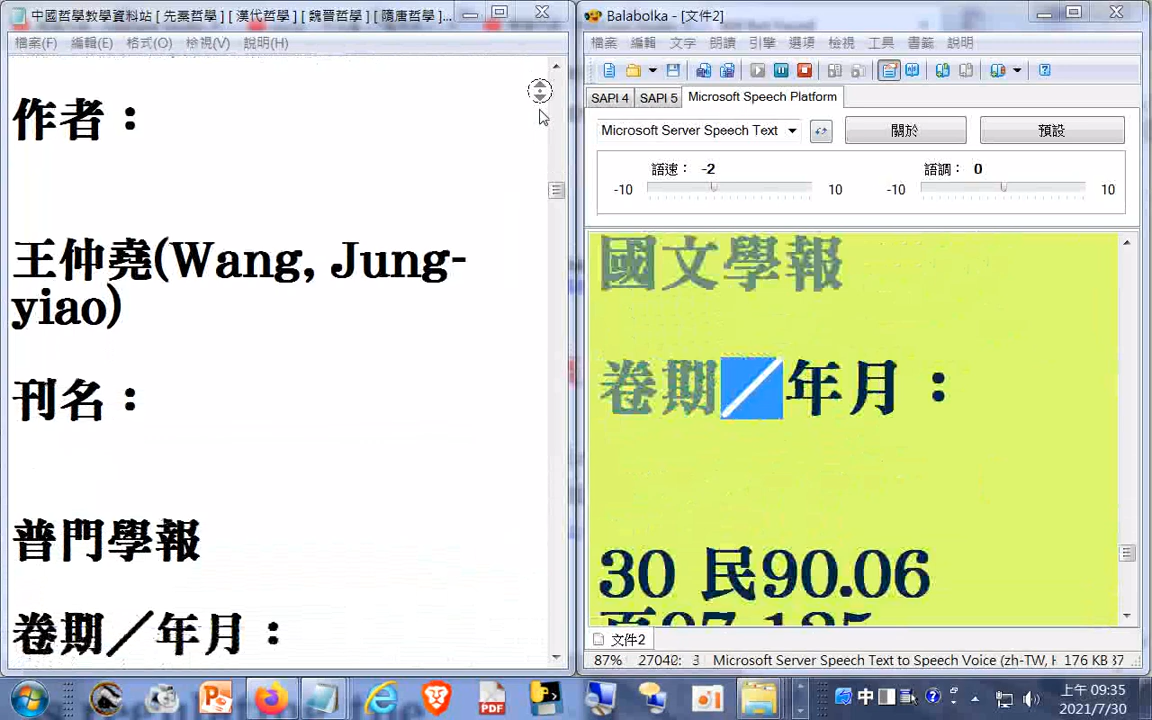 中國哲學教學資料站 [ 先秦哲學 ] [ 漢代哲學 ] [ 魏晉哲學 ] [ 隋唐哲學 ]...
檔案(F) 編輯(E) 格式(O) 檢視(V) 說明(H)
作者：
王仲堯(Wang, Jung-
yiao)
刊名：
普門學報
卷期／年月：
Balabolka - [文件2]
檔案 編輯 文字 朗讀 引擎 選項 檢視 工具 書籤 說明
SAPI 4 SAPI 5 Microsoft Speech Platform
Microsoft Server Speech Text 關於 預設
語速： -2 語調： 0
-10 10 -10 10
國文學報
卷期／年月：
30 民90.06
頁97-125
文件2
87% 27040: 3 Microsoft Server Speech Text to Speech Voice (zh-TW, H 176 KB 37
中 上午 09:35
2021/7/30